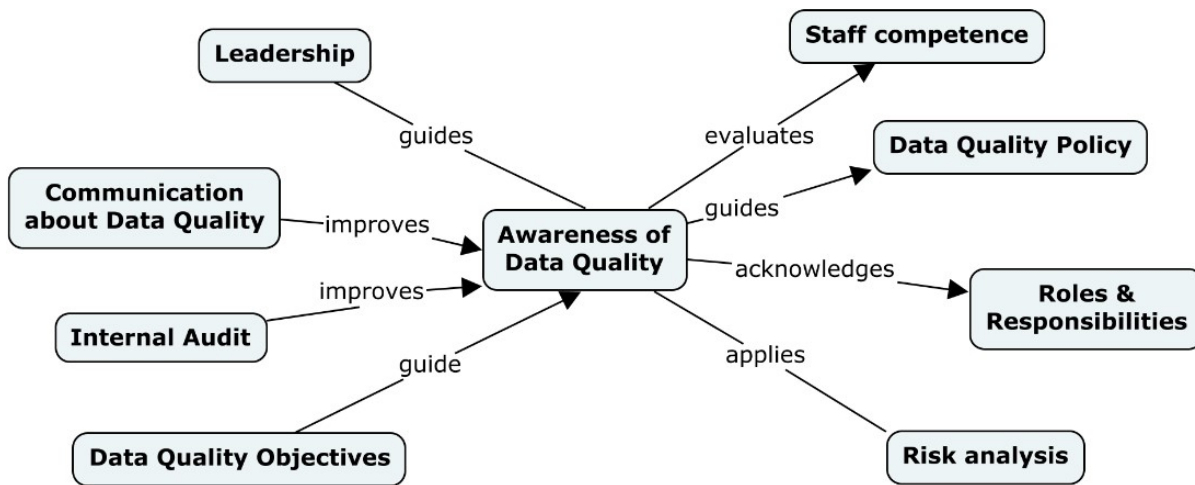 Leadership
Staff competence
guides
evaluates
Data Quality Policy
Communication
about Data Quality
improves
guides
Awareness of
Data Quality
acknowledges
improves
Roles &
Responsibilities
Internal Audit
guide
applies
Data Quality Objectives
Risk analysis